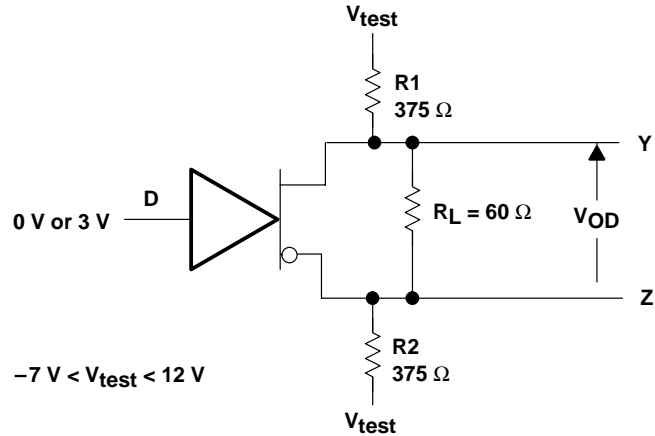 Vtest
R1
375 Ω
Y
D
0 V or 3 V
RL = 60 Ω
VOD
Z
R2
375 Ω
−7 V < Vtest < 12 V
Vtest